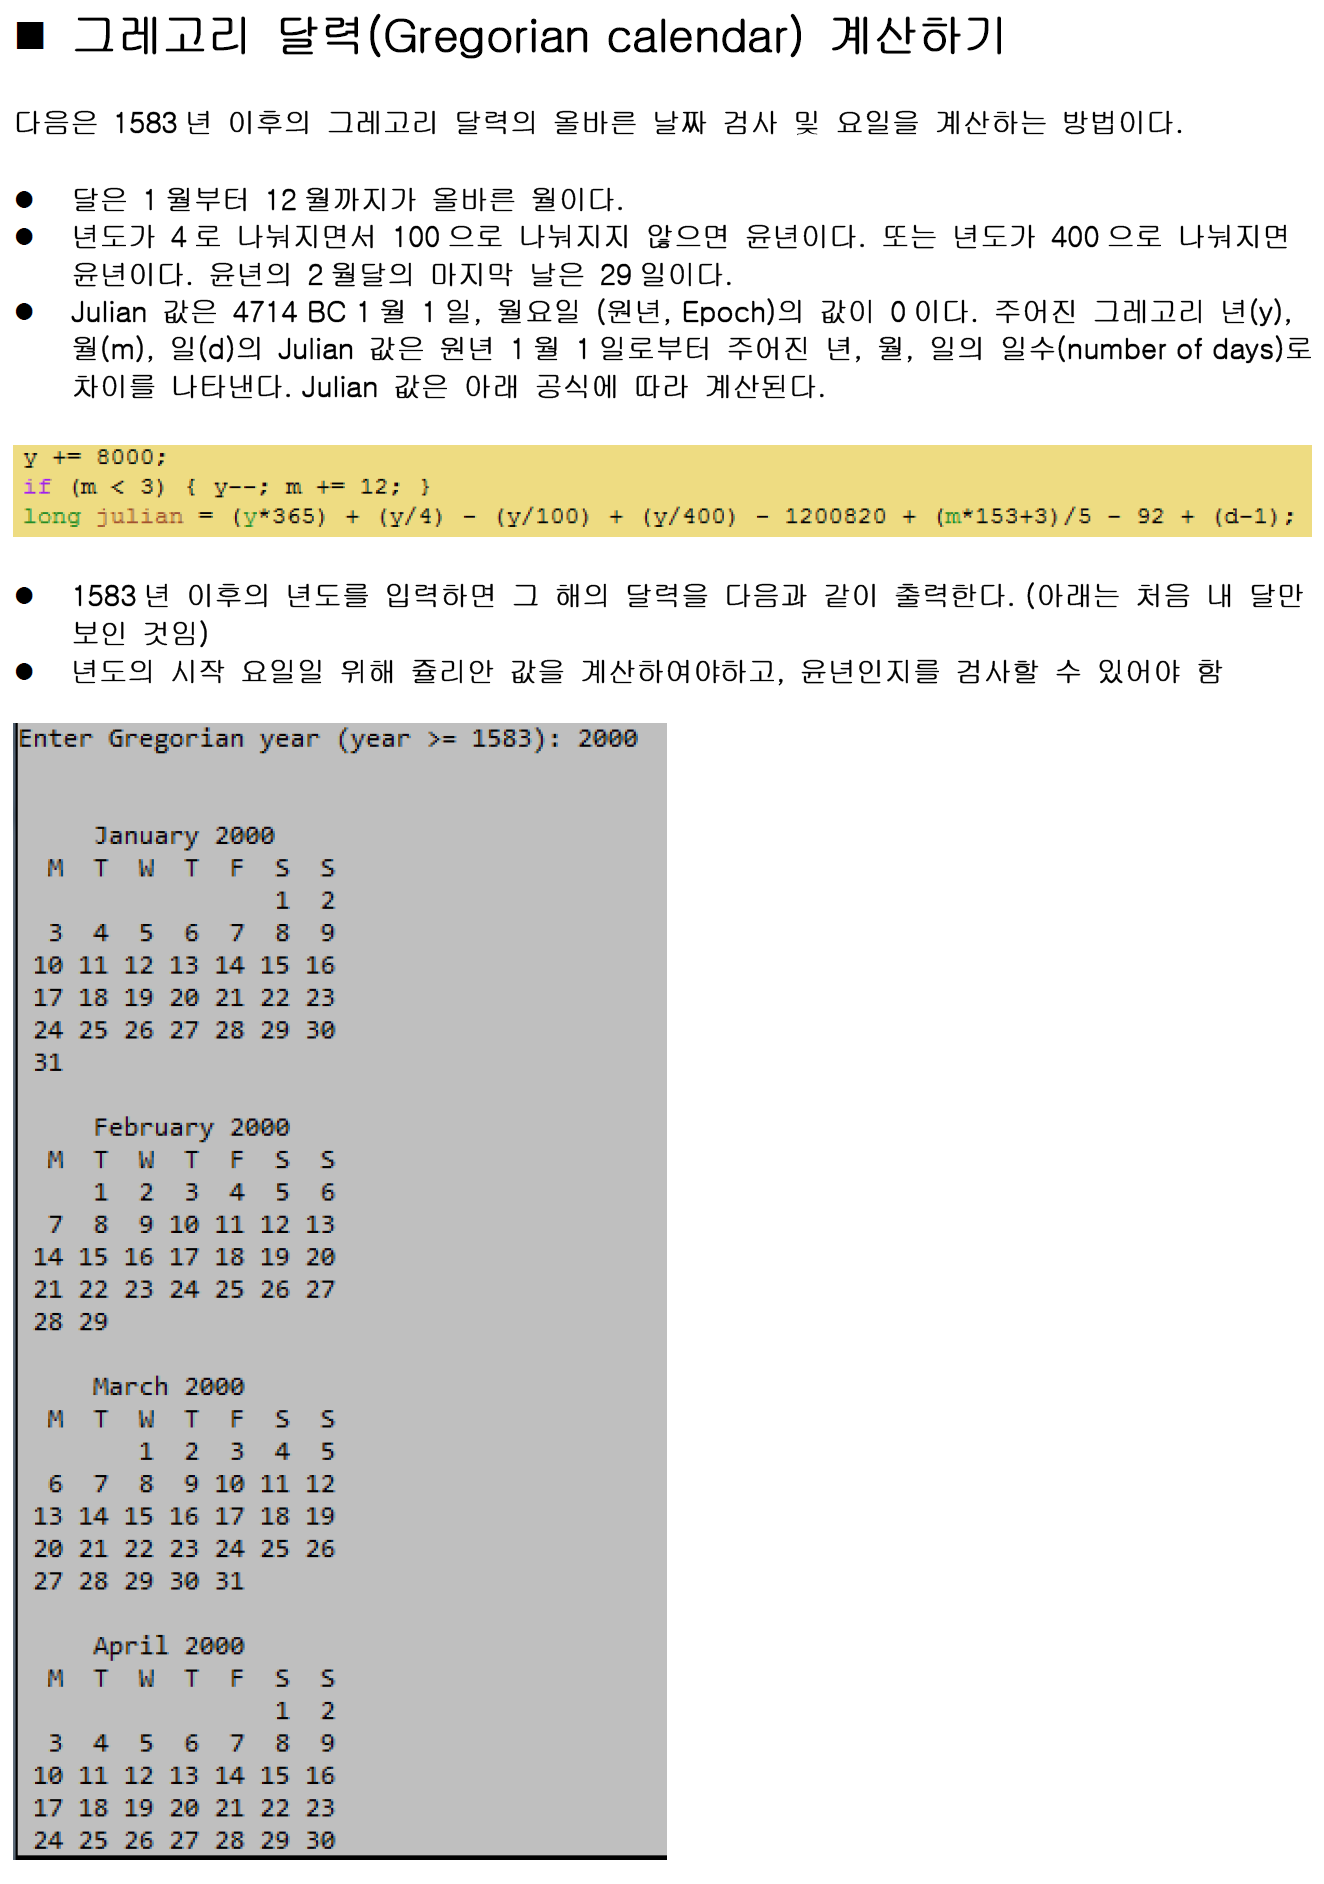 ■ 그레고리 달력(Gregorian calendar) 계산하기
다음은 1583년 이후의 그레고리 달력의 올바른 날짜 검사 및 요일을 계산하는 방법이다.
● 달은 1월부터 12월까지가 올바른 월이다.
● 년도가 4로 나눠지면서 100으로 나눠지지 않으면 윤년이다. 또는 년도가 400으로 나눠지면
윤년이다. 윤년의 2월달의 마지막 날은 29일이다.
● Julian 값은 4714 BC 1월 1일, 월요일 (원년, Epoch)의 값이 0이다. 주어진 그레고리 년(y),
월(m), 일(d)의 Julian 값은 원년 1월 1일로부터 주어진 년, 월, 일의 일수(number of days)로
차이를 나타낸다. Julian 값은 아래 공식에 따라 계산된다.
y += 8000;
if (m < 3) { y--; m += 12; }
long julian = (y*365) + (y/4) - (y/100) + (y/400) - 1200820 + (m*153+3)/5 - 92 + (d-1);
● 1583년 이후의 년도를 입력하면 그 해의 달력을 다음과 같이 출력한다. (아래는 처음 내 달만
보인 것임)
● 년도의 시작 요일일 위해 쥴리안 값을 계산하여야하고, 윤년인지를 검사할 수 있어야 함
Enter Gregorian year (year >= 1583): 2000
January 2000
M T W T F S S
1 2
3 4 5 6 7 8 9
10 11 12 13 14 15 16
17 18 19 20 21 22 23
24 25 26 27 28 29 30
31
February 2000
M T W T F S S
1 2 3 4 5 6
7 8 9 10 11 12 13
14 15 16 17 18 19 20
21 22 23 24 25 26 27
28 29
March 2000
M T W T F S S
1 2 3 4 5
6 7 8 9 10 11 12
13 14 15 16 17 18 19
20 21 22 23 24 25 26
27 28 29 30 31
April 2000
M T W T F S S
1 2
3 4 5 6 7 8 9
10 11 12 13 14 15 16
17 18 19 20 21 22 23
24 25 26 27 28 29 30